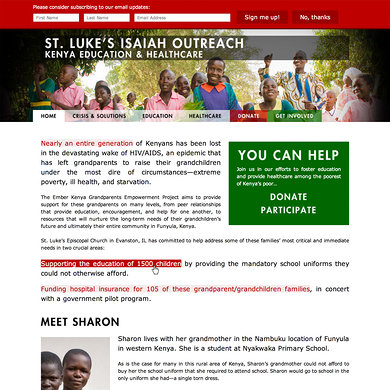 Please consider subscribing to our email updates:
First Name Last Name Email Address Sign me up! No, thanks
ST. LUKE'S ISAIAH OUTREACH
KENYA EDUCATION & HEALTHCARE
HOME CRISIS & SOLUTIONS EDUCATION HEALTHCARE DONATE GET INVOLVED
Nearly an entire generation of Kenyans has been
lost in the devastating wake of HIV/AIDS, an epidemic that
has left grandparents to raise their grandchildren
under the most dire of circumstances—extreme
poverty, ill health, and starvation.
The Ember Kenya Grandparents Empowerment Project aims to provide
support for these grandparents on many levels, from peer relationships
that provide education, encouragement, and help for one another, to
resources that will nurture the long-term needs of their grandchildren's
future and ultimately their entire community in Funyula, Kenya.
YOU CAN HELP
Join us in our efforts to foster education
and provide healthcare among the poorest
of Kenya's poor...
DONATE
PARTICIPATE
St. Luke's Episcopal Church in Evanston, IL has committed to help address some of these families' most critical and immediate
needs in two crucial areas:
Supporting the education of 1500 children by providing the mandatory school uniforms they
could not otherwise afford.
Funding hospital insurance for 105 of these grandparent/grandchildren families, in concert
with a government pilot program.
MEET SHARON
Sharon lives with her grandmother in the Nambuku location of Funyula
in western Kenya. She is a student at Nyakwaka Primary School.
As is the case for many in this rural area of Kenya, Sharon's grandmother could not afford to
buy her the school uniform that she required to attend school. Sharon would go to school in the
only uniform she had—a single torn dress.